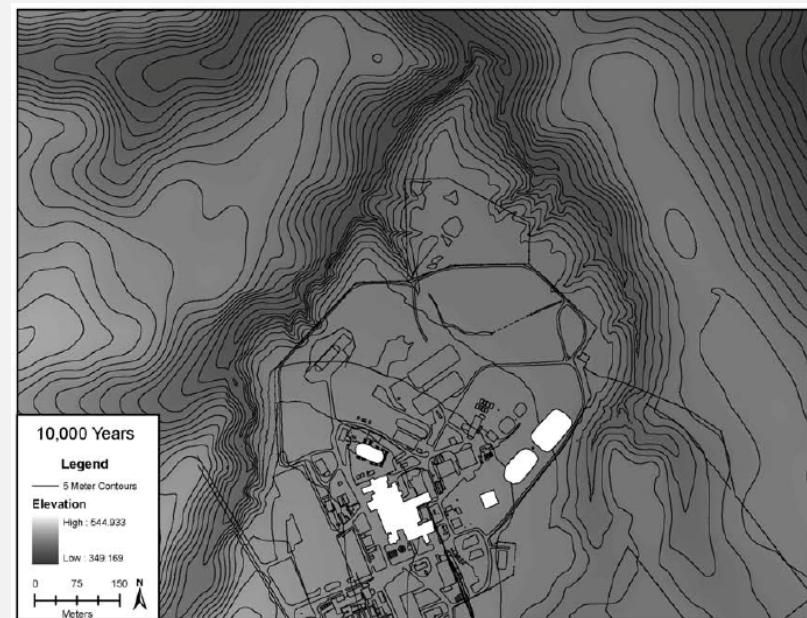 10,000 Years
Legend
5 Meter Contours
Elevation
High : 544.933
Low : 349.169
0 75 150 N
Meters